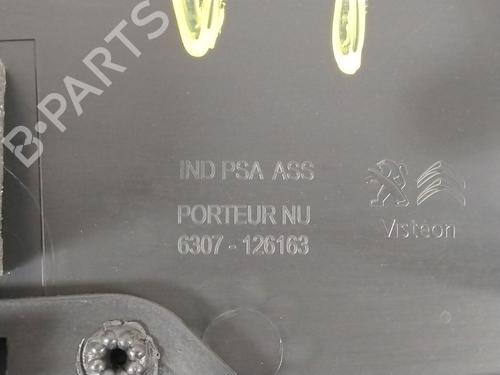 B-PARTS
IND PSA ASS
PORTEUR NU
6307 - 126163
Visteon